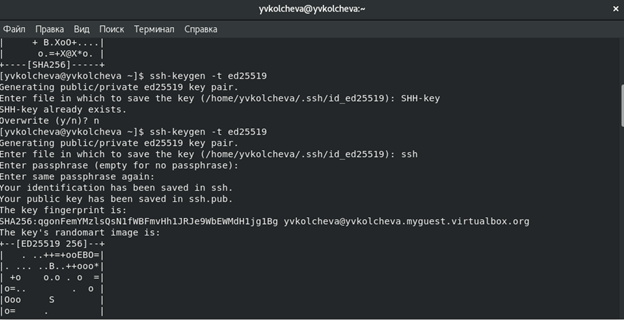 yvkolcheva@yvkolcheva:~
Файл Правка Вид Поиск Терминал Справка
|     + B.XoO+....|
|      o.=+X@X*o. |
+----[SHA256]-----+
[yvkolcheva@yvkolcheva ~]$ ssh-keygen -t ed25519
Generating public/private ed25519 key pair.
Enter file in which to save the key (/home/yvkolcheva/.ssh/id_ed25519): SHH-key
SHH-key already exists.
Overwrite (y/n)? n
[yvkolcheva@yvkolcheva ~]$ ssh-keygen -t ed25519
Generating public/private ed25519 key pair.
Enter file in which to save the key (/home/yvkolcheva/.ssh/id_ed25519): ssh
Enter passphrase (empty for no passphrase):
Enter same passphrase again:
Your identification has been saved in ssh.
Your public key has been saved in ssh.pub.
The key fingerprint is:
SHA256:qgonFemYMzlsQsN1fWBFmvHh1JRJe9WbEWMdH1jg1Bg yvkolcheva@yvkolcheva.myguest.virtualbox.org
The key's randomart image is:
+--[ED25519 256]--+
|   . ..++=+ooEBO=|
|. ... ..B..++ooo*|
| +o    o.o . o  =|
|o=..        .  o |
|Ooo     S        |
|o=     .         |